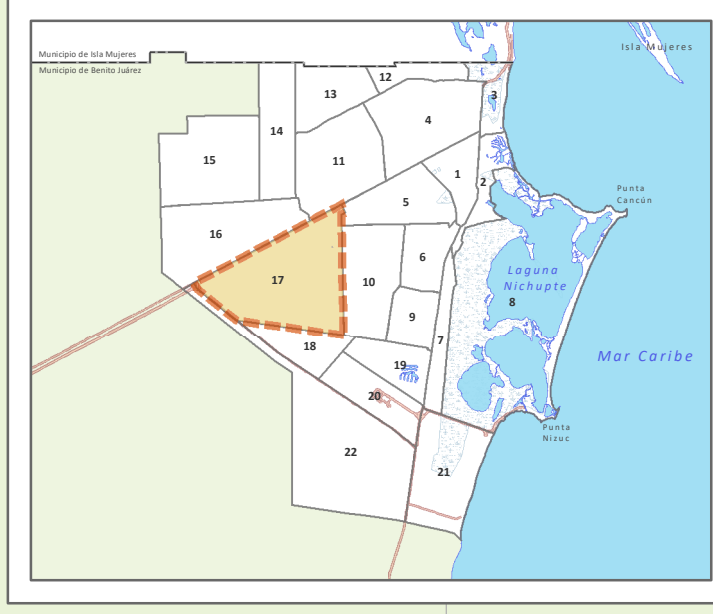 Isla Mujeres
Municipio de Isla Mujeres
Municipio de Benito Juárez
12
13
3
4
14
15
11
1
2
Punta
Cancún
5
16
6
Laguna
Nichupte
17
10
8
9
7
18
Mar Caribe
19
20
Punta
Nizuc
22
21